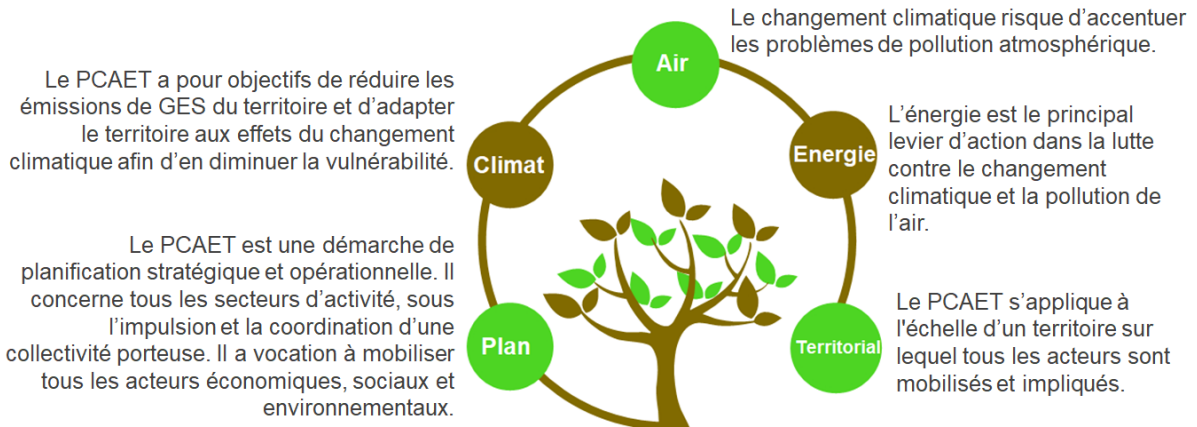 Plan
Le PCAET est une démarche de
planification stratégique et opérationnelle. Il
concerne tous les secteurs d’activité, sous
l’impulsion et la coordination d’une
collectivité porteuse. Il a vocation à mobiliser
tous les acteurs économiques, sociaux et
environnementaux.
Climat
Le PCAET a pour objectifs de réduire les
émissions de GES du territoire et d’adapter
le territoire aux effets du changement
climatique afin d’en diminuer la vulnérabilité.
Air
Le changement climatique risque d’accentuer
les problèmes de pollution atmosphérique.
Energie
L’énergie est le principal
levier d’action dans la lutte
contre le changement
climatique et la pollution de
l’air.
Territorial
Le PCAET s’applique à
l'échelle d’un territoire sur
lequel tous les acteurs sont
mobilisés et impliqués.